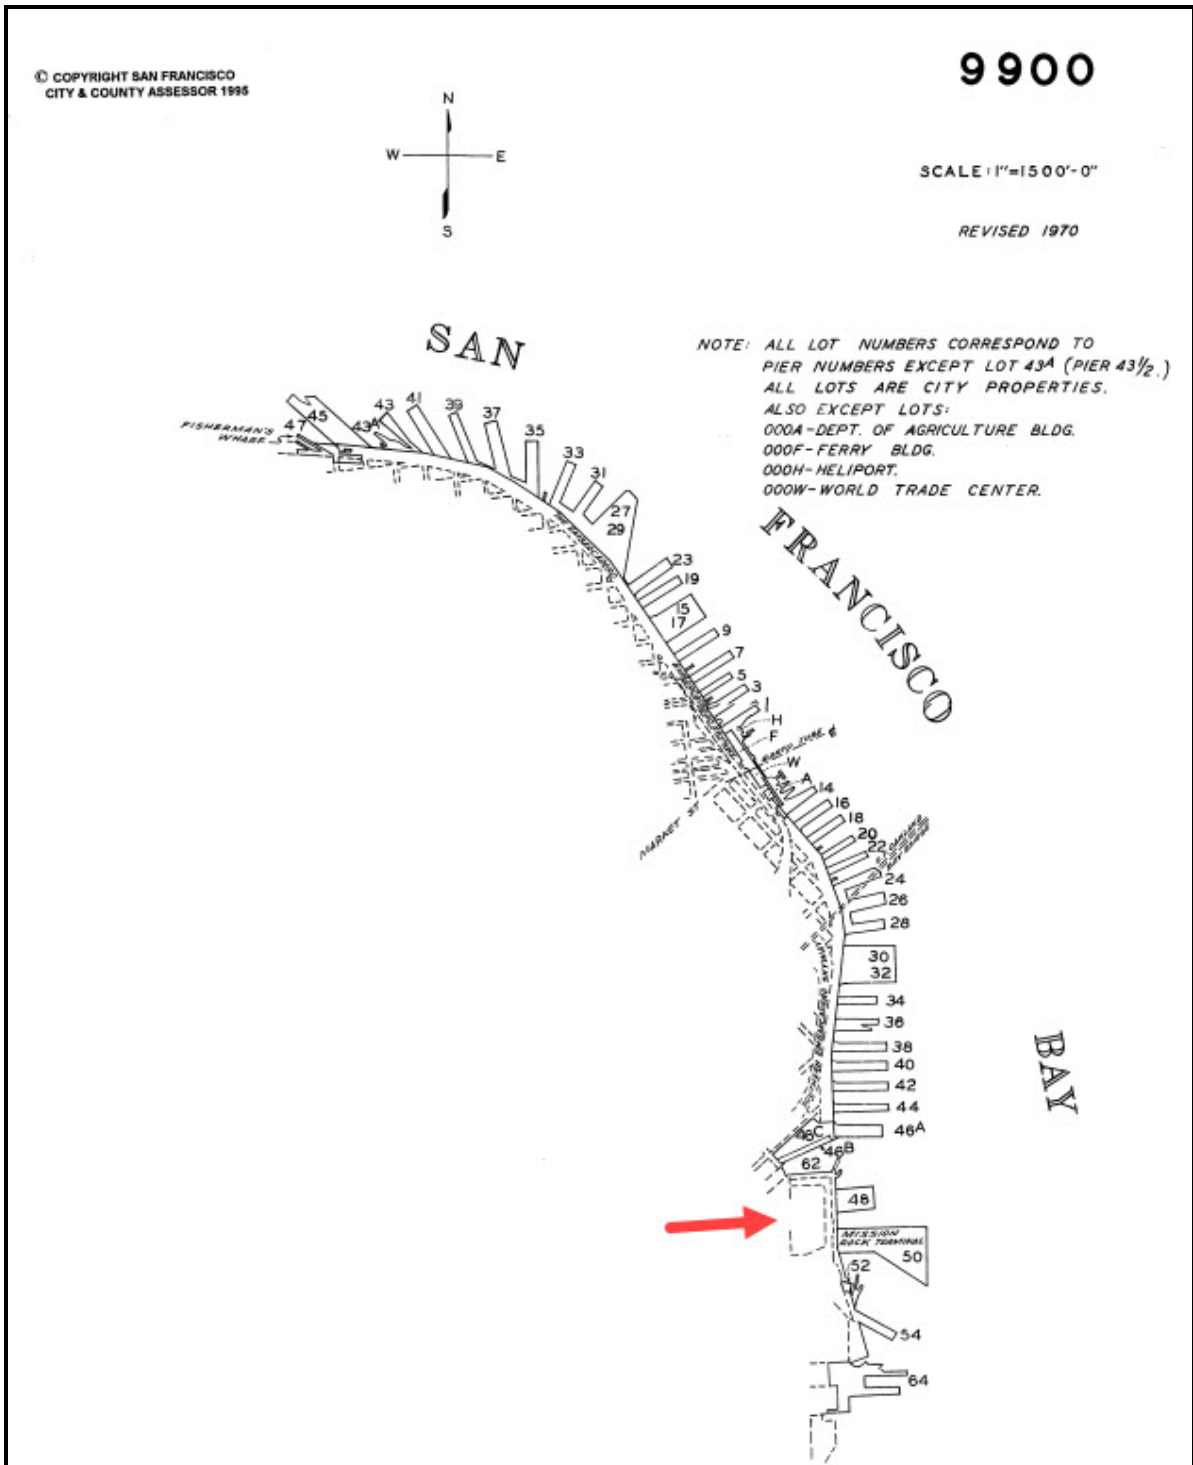 © COPYRIGHT SAN FRANCISCO
CITY & COUNTY ASSESSOR 1995
9900
N
W
E
S
SCALE: 1"=1500'-0"
REVISED 1970
SAN
NOTE: ALL LOT NUMBERS CORRESPOND TO
PIER NUMBERS EXCEPT LOT 43A (PIER 43½.)
ALL LOTS ARE CITY PROPERTIES.
ALSO EXCEPT LOTS:
000A-DEPT. OF AGRICULTURE BLDG.
000F-FERRY BLDG.
000H-HELIPORT.
000W-WORLD TRADE CENTER.
FISHERMAN'S
WHARF
47
45
43A
43
41
39
37
35
33
31
27
29
THE EMBARCADERO
FRANCISCO
23
19
15
17
9
7
5
3
1
H
F
W
A
MARKET ST
14
16
18
20
22
OAKLAND
BAY BRIDGE
24
26
28
30
32
34
36
38
40
42
44
46A
BAY
46B
62
48
MISSION
ROCK TERMINAL
50
52
54
64